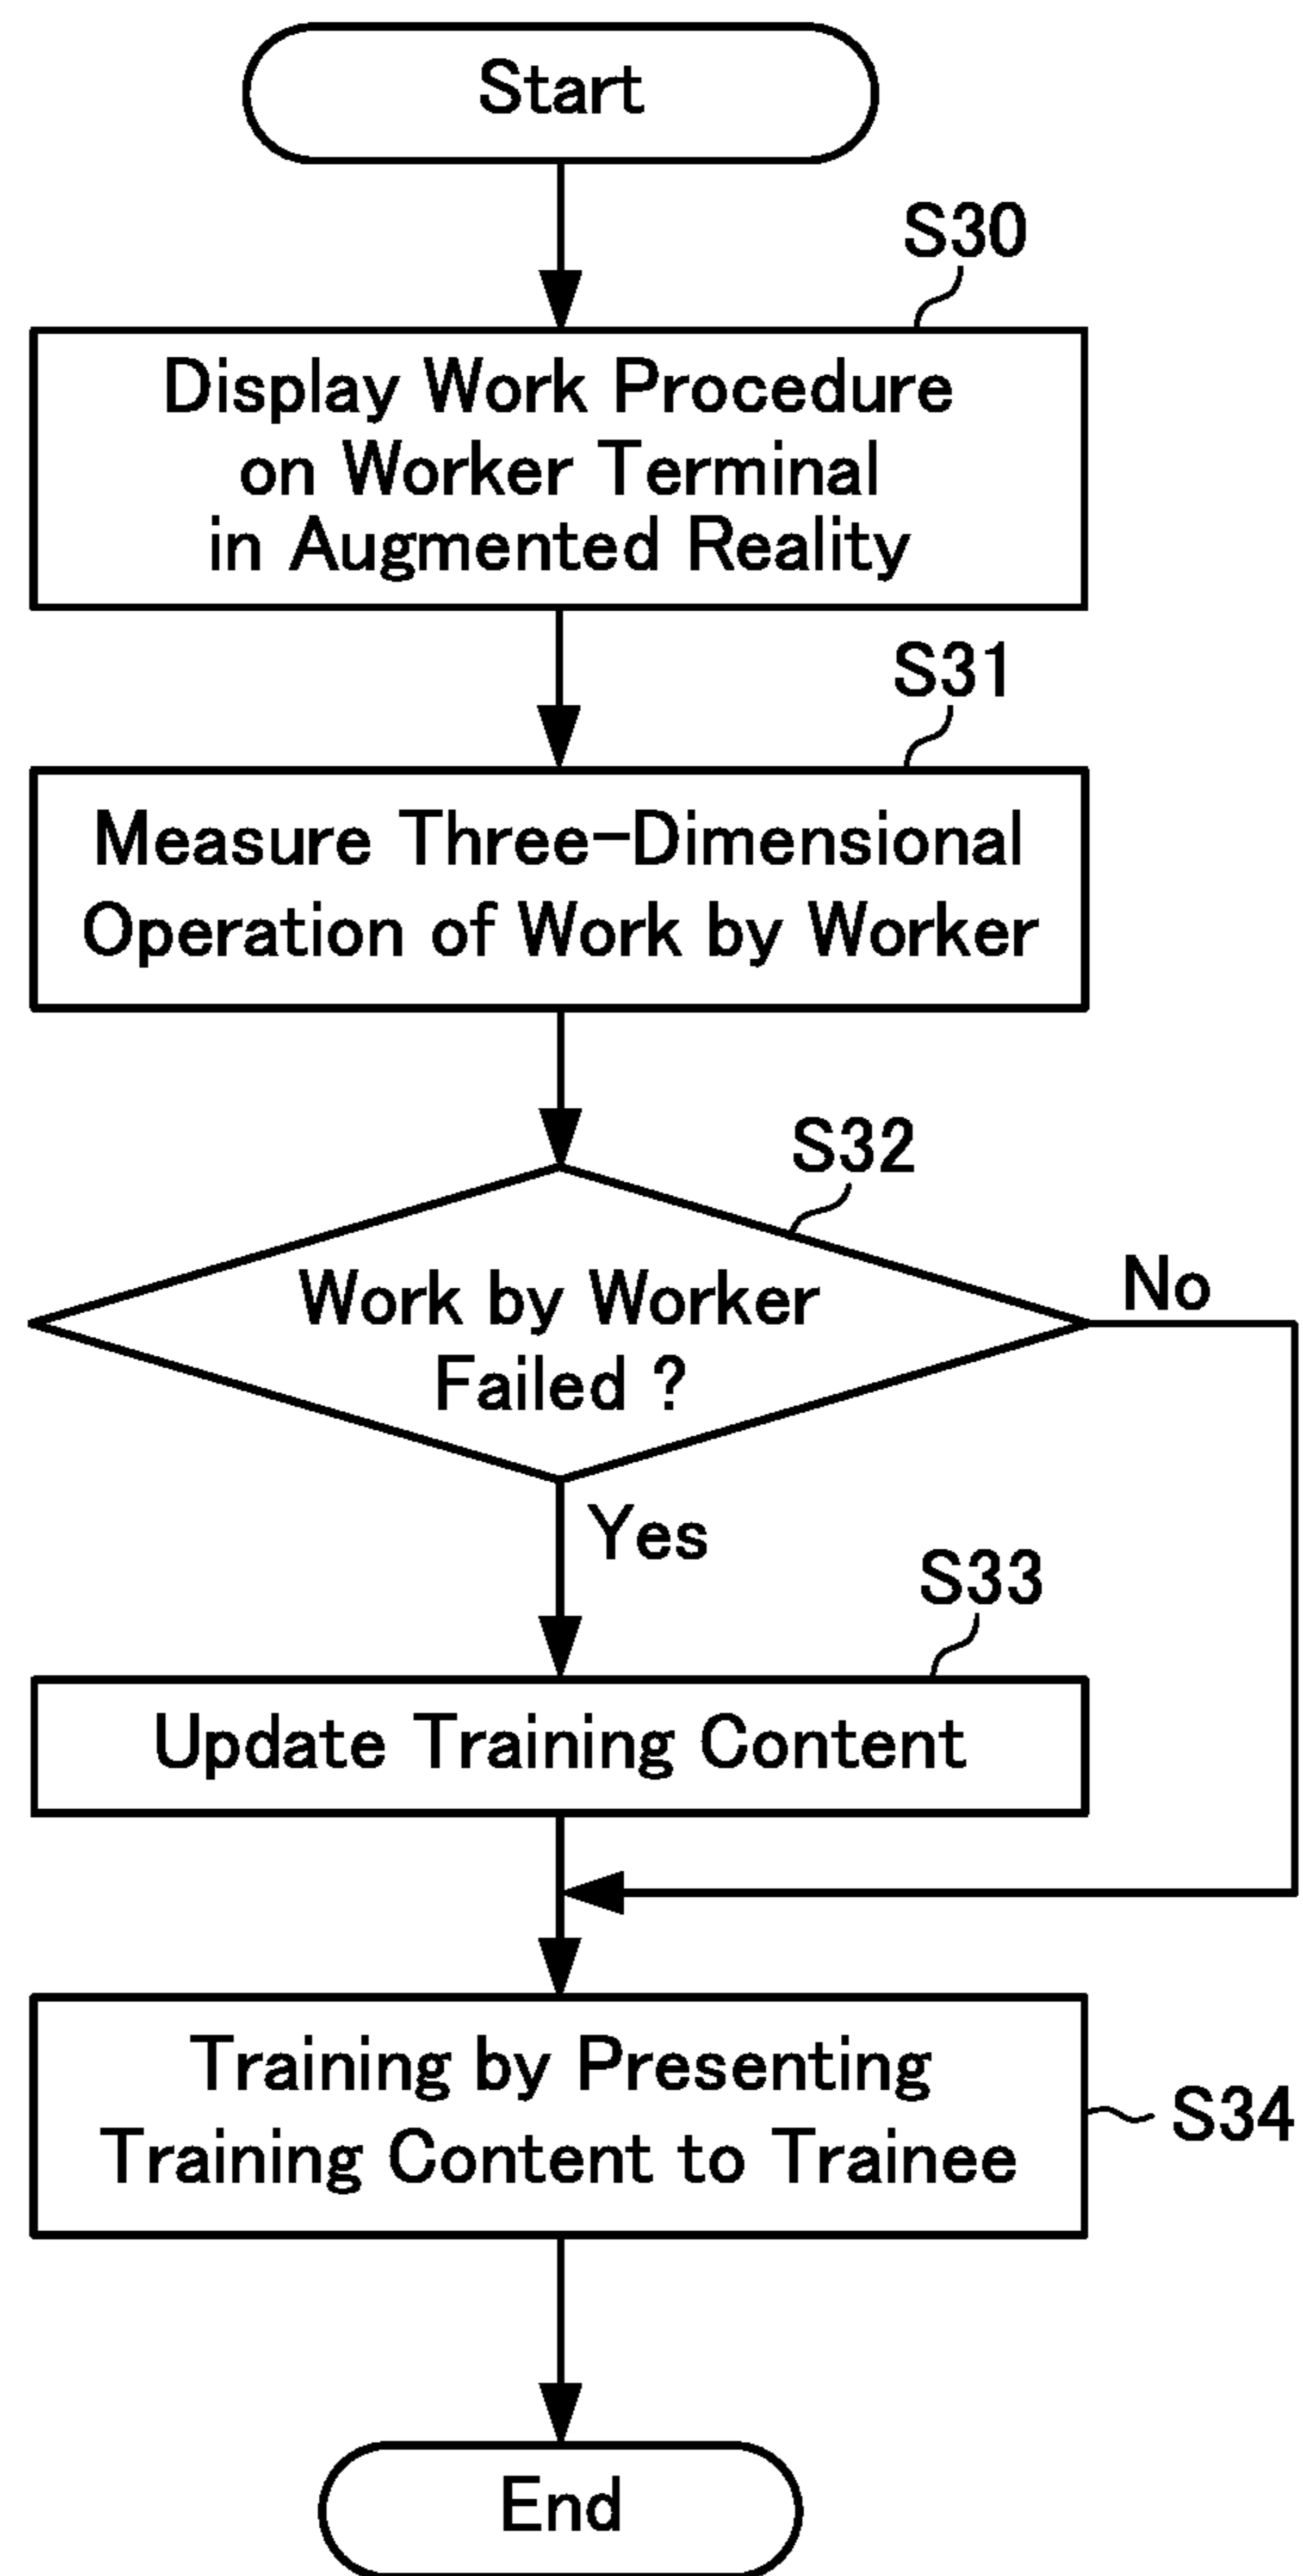 Start
S30
Display Work Procedure
on Worker Terminal
in Augmented Reality
S31
Measure Three-Dimensional
Operation of Work by Worker
S32
Work by Worker
Failed ?
No
Yes
S33
Update Training Content
Training by Presenting
Training Content to Trainee
S34
End